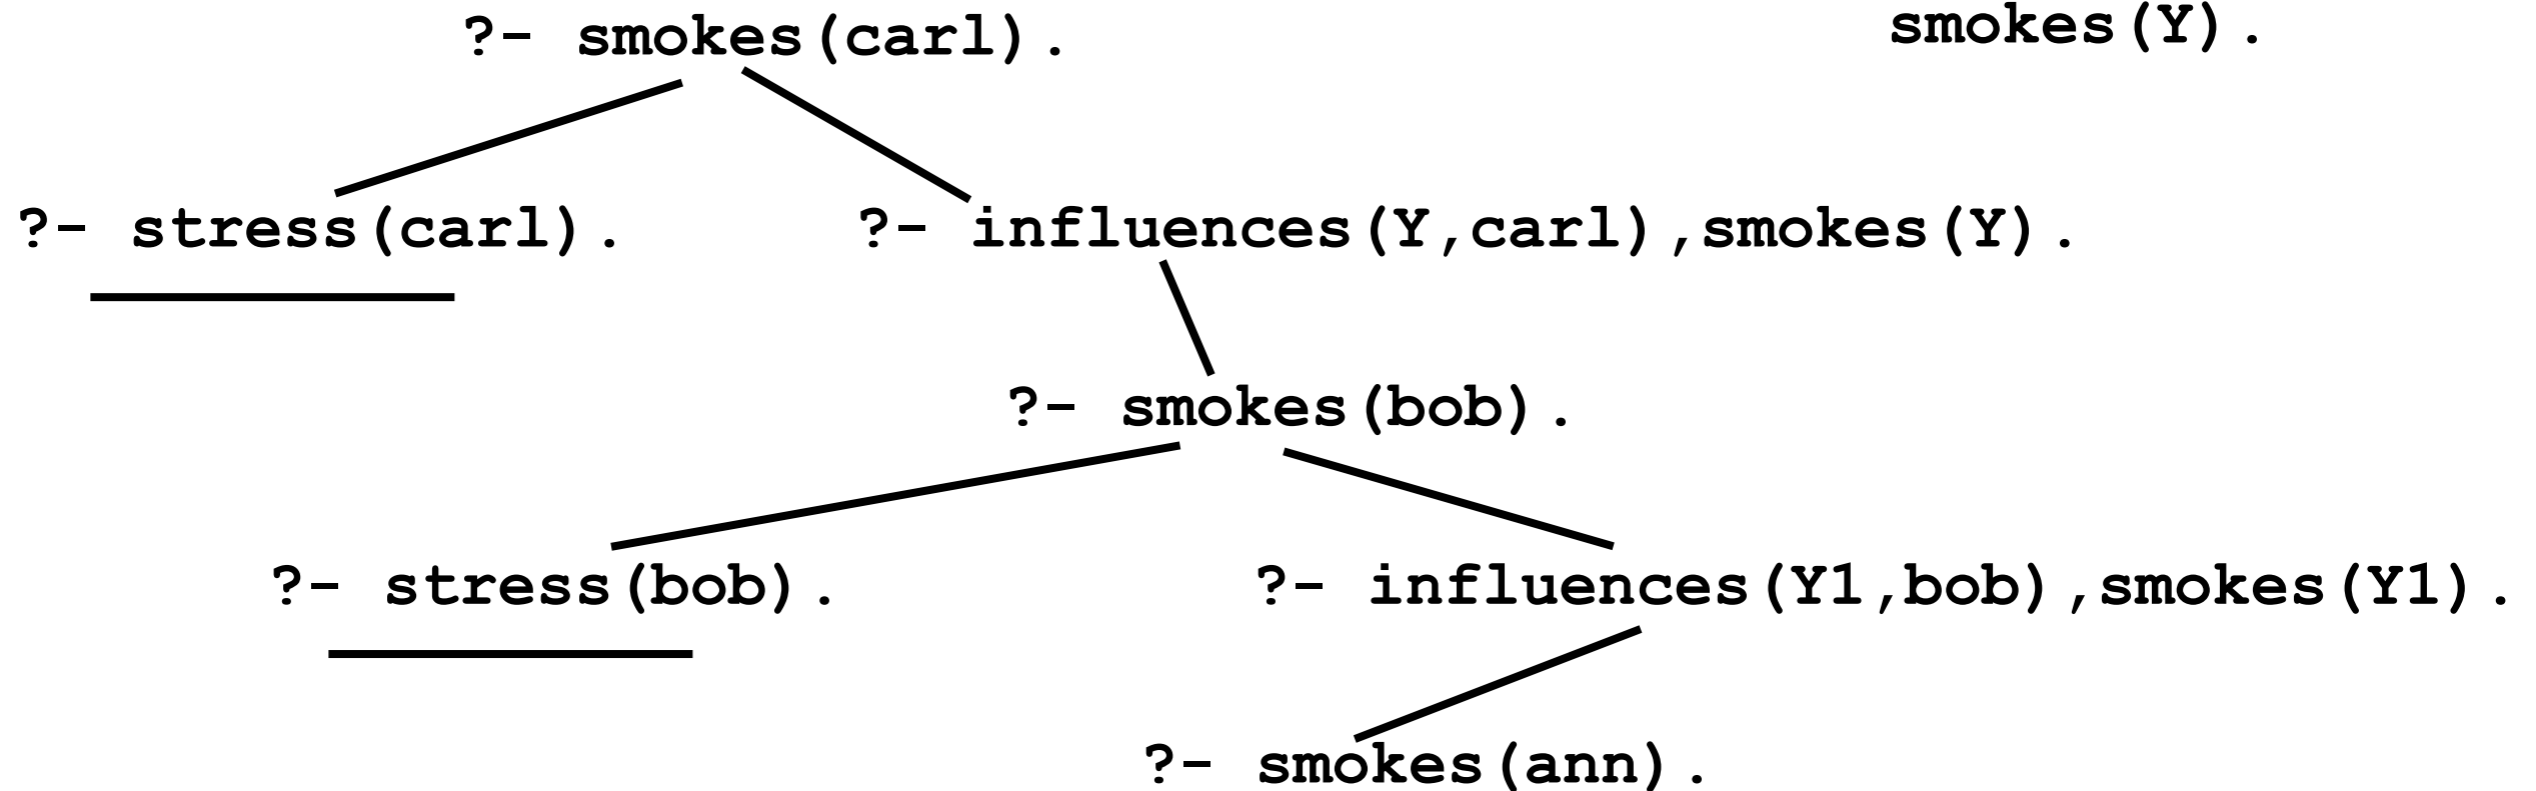 smokes(Y).
?- smokes(carl).
?- stress(carl).
?- influences(Y,carl),smokes(Y).
?- smokes(bob).
?- stress(bob).
?- influences(Y1,bob),smokes(Y1).
?- smokes(ann).